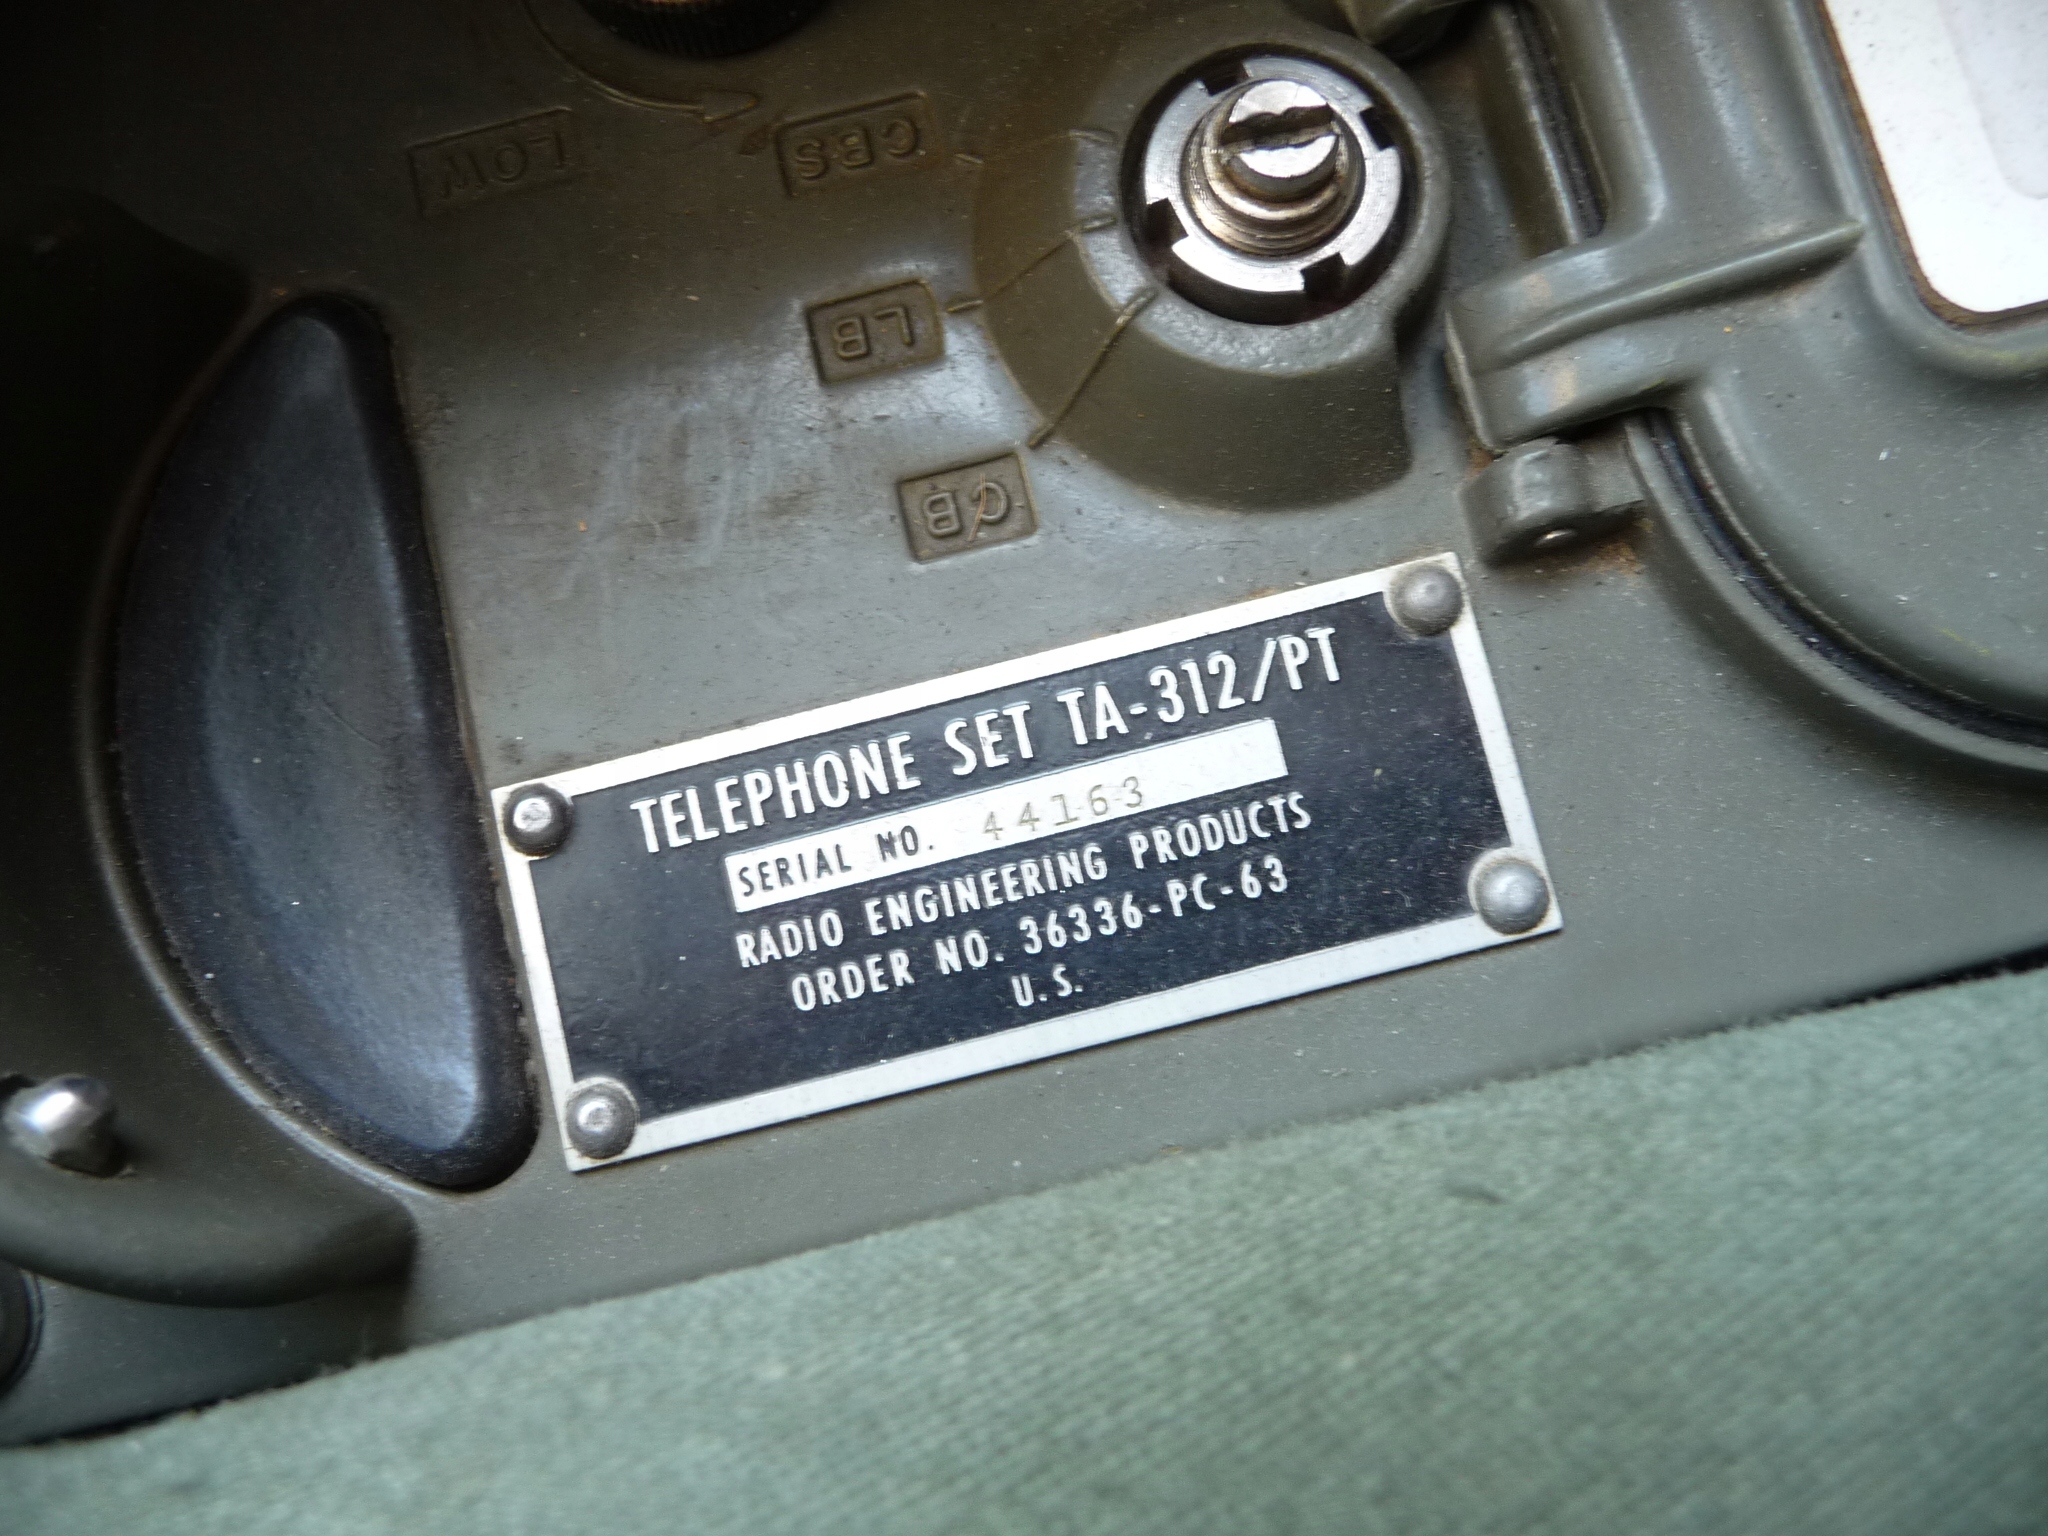 LOW
CBS
LB
CB
TELEPHONE SET TA-312/PT
SERIAL NO. 44163
RADIO ENGINEERING PRODUCTS
ORDER NO. 36336-PC-63
U.S.